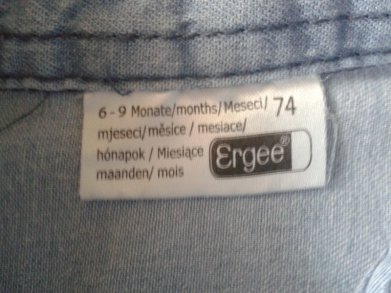 6 - 9 Monate/months/Meseci/ 74
mjeseci/měsíce / mesiace/
hónapok / Miesiące
maanden/ mois
Ergee®